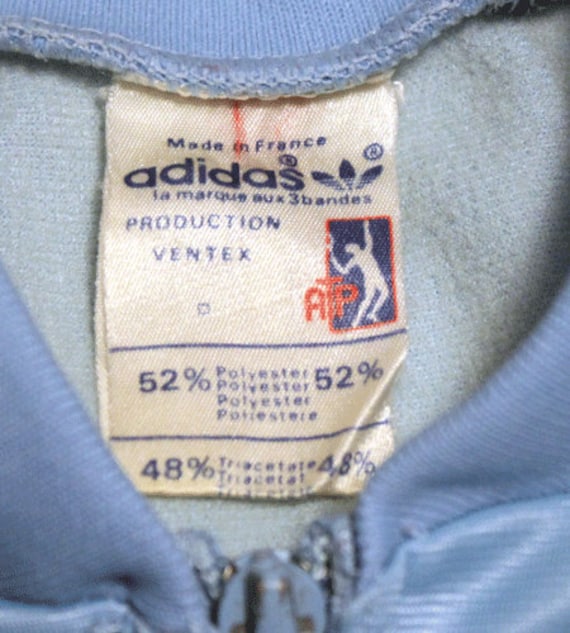 Made in France
adidas®
®
la marque aux 3 bandes
PRODUCTION
VENTEX
ATP
52% Polyester 52%
Polyester
Polyester
Poliestere
48% Triacetate 48%
Triacetat